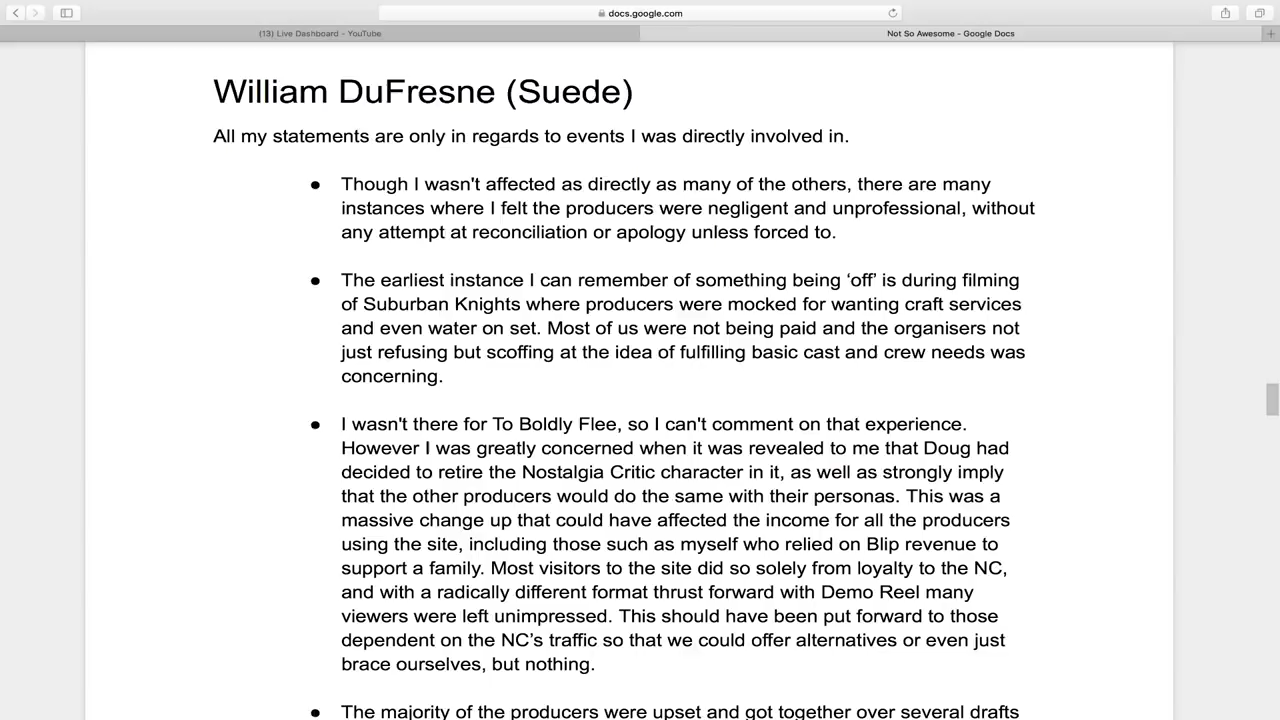 docs.google.com
(13) Live Dashboard - YouTube
Not So Awesome - Google Docs
William DuFresne (Suede)
All my statements are only in regards to events I was directly involved in.
● Though I wasn't affected as directly as many of the others, there are many
instances where I felt the producers were negligent and unprofessional, without
any attempt at reconciliation or apology unless forced to.
● The earliest instance I can remember of something being ‘off’ is during filming
of Suburban Knights where producers were mocked for wanting craft services
and even water on set. Most of us were not being paid and the organisers not
just refusing but scoffing at the idea of fulfilling basic cast and crew needs was
concerning.
● I wasn't there for To Boldly Flee, so I can't comment on that experience.
However I was greatly concerned when it was revealed to me that Doug had
decided to retire the Nostalgia Critic character in it, as well as strongly imply
that the other producers would do the same with their personas. This was a
massive change up that could have affected the income for all the producers
using the site, including those such as myself who relied on Blip revenue to
support a family. Most visitors to the site did so solely from loyalty to the NC,
and with a radically different format thrust forward with Demo Reel many
viewers were left unimpressed. This should have been put forward to those
dependent on the NC’s traffic so that we could offer alternatives or even just
brace ourselves, but nothing.
● The majority of the producers were upset and got together over several drafts